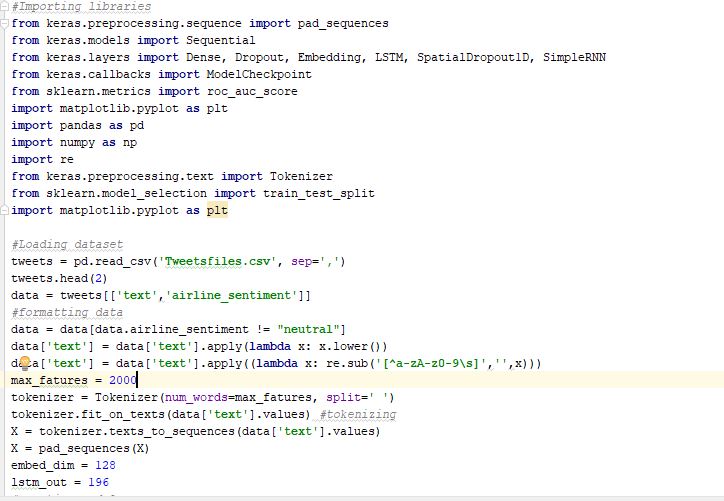 #Importing libraries
from keras.preprocessing.sequence import pad_sequences
from keras.models import Sequential
from keras.layers import Dense, Dropout, Embedding, LSTM, SpatialDropout1D, SimpleRNN
from keras.callbacks import ModelCheckpoint
from sklearn.metrics import roc_auc_score
import matplotlib.pyplot as plt
import pandas as pd
import numpy as np
import re
from keras.preprocessing.text import Tokenizer
from sklearn.model_selection import train_test_split
import matplotlib.pyplot as plt
#Loading dataset
tweets = pd.read_csv('Tweetsfiles.csv', sep=',')
tweets.head(2)
data = tweets[['text','airline_sentiment']]
#formatting data
data = data[data.airline_sentiment != "neutral"]
data['text'] = data['text'].apply(lambda x: x.lower())
data['text'] = data['text'].apply((lambda x: re.sub('[^a-zA-z0-9\s]','',x)))
max_fatures = 2000
tokenizer = Tokenizer(num_words=max_fatures, split=' ')
tokenizer.fit_on_texts(data['text'].values) #tokenizing
X = tokenizer.texts_to_sequences(data['text'].values)
X = pad_sequences(X)
embed_dim = 128
lstm_out = 196